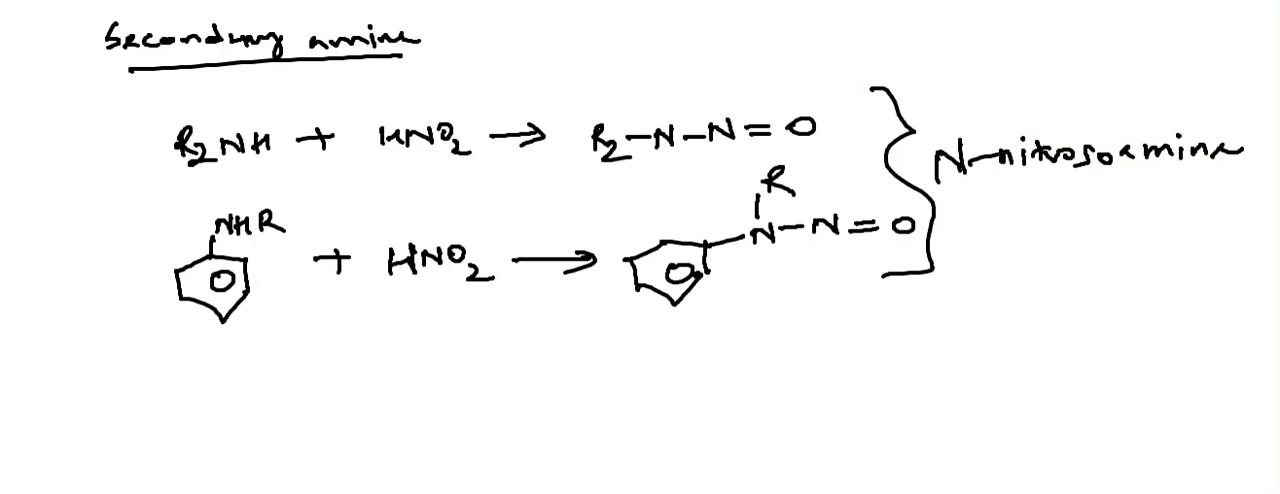 Secondary amine
R₂NH + HNO₂ → R₂–N–N=O
N–nitrosoamine
R
NHR
+ HNO₂ → N–N=O